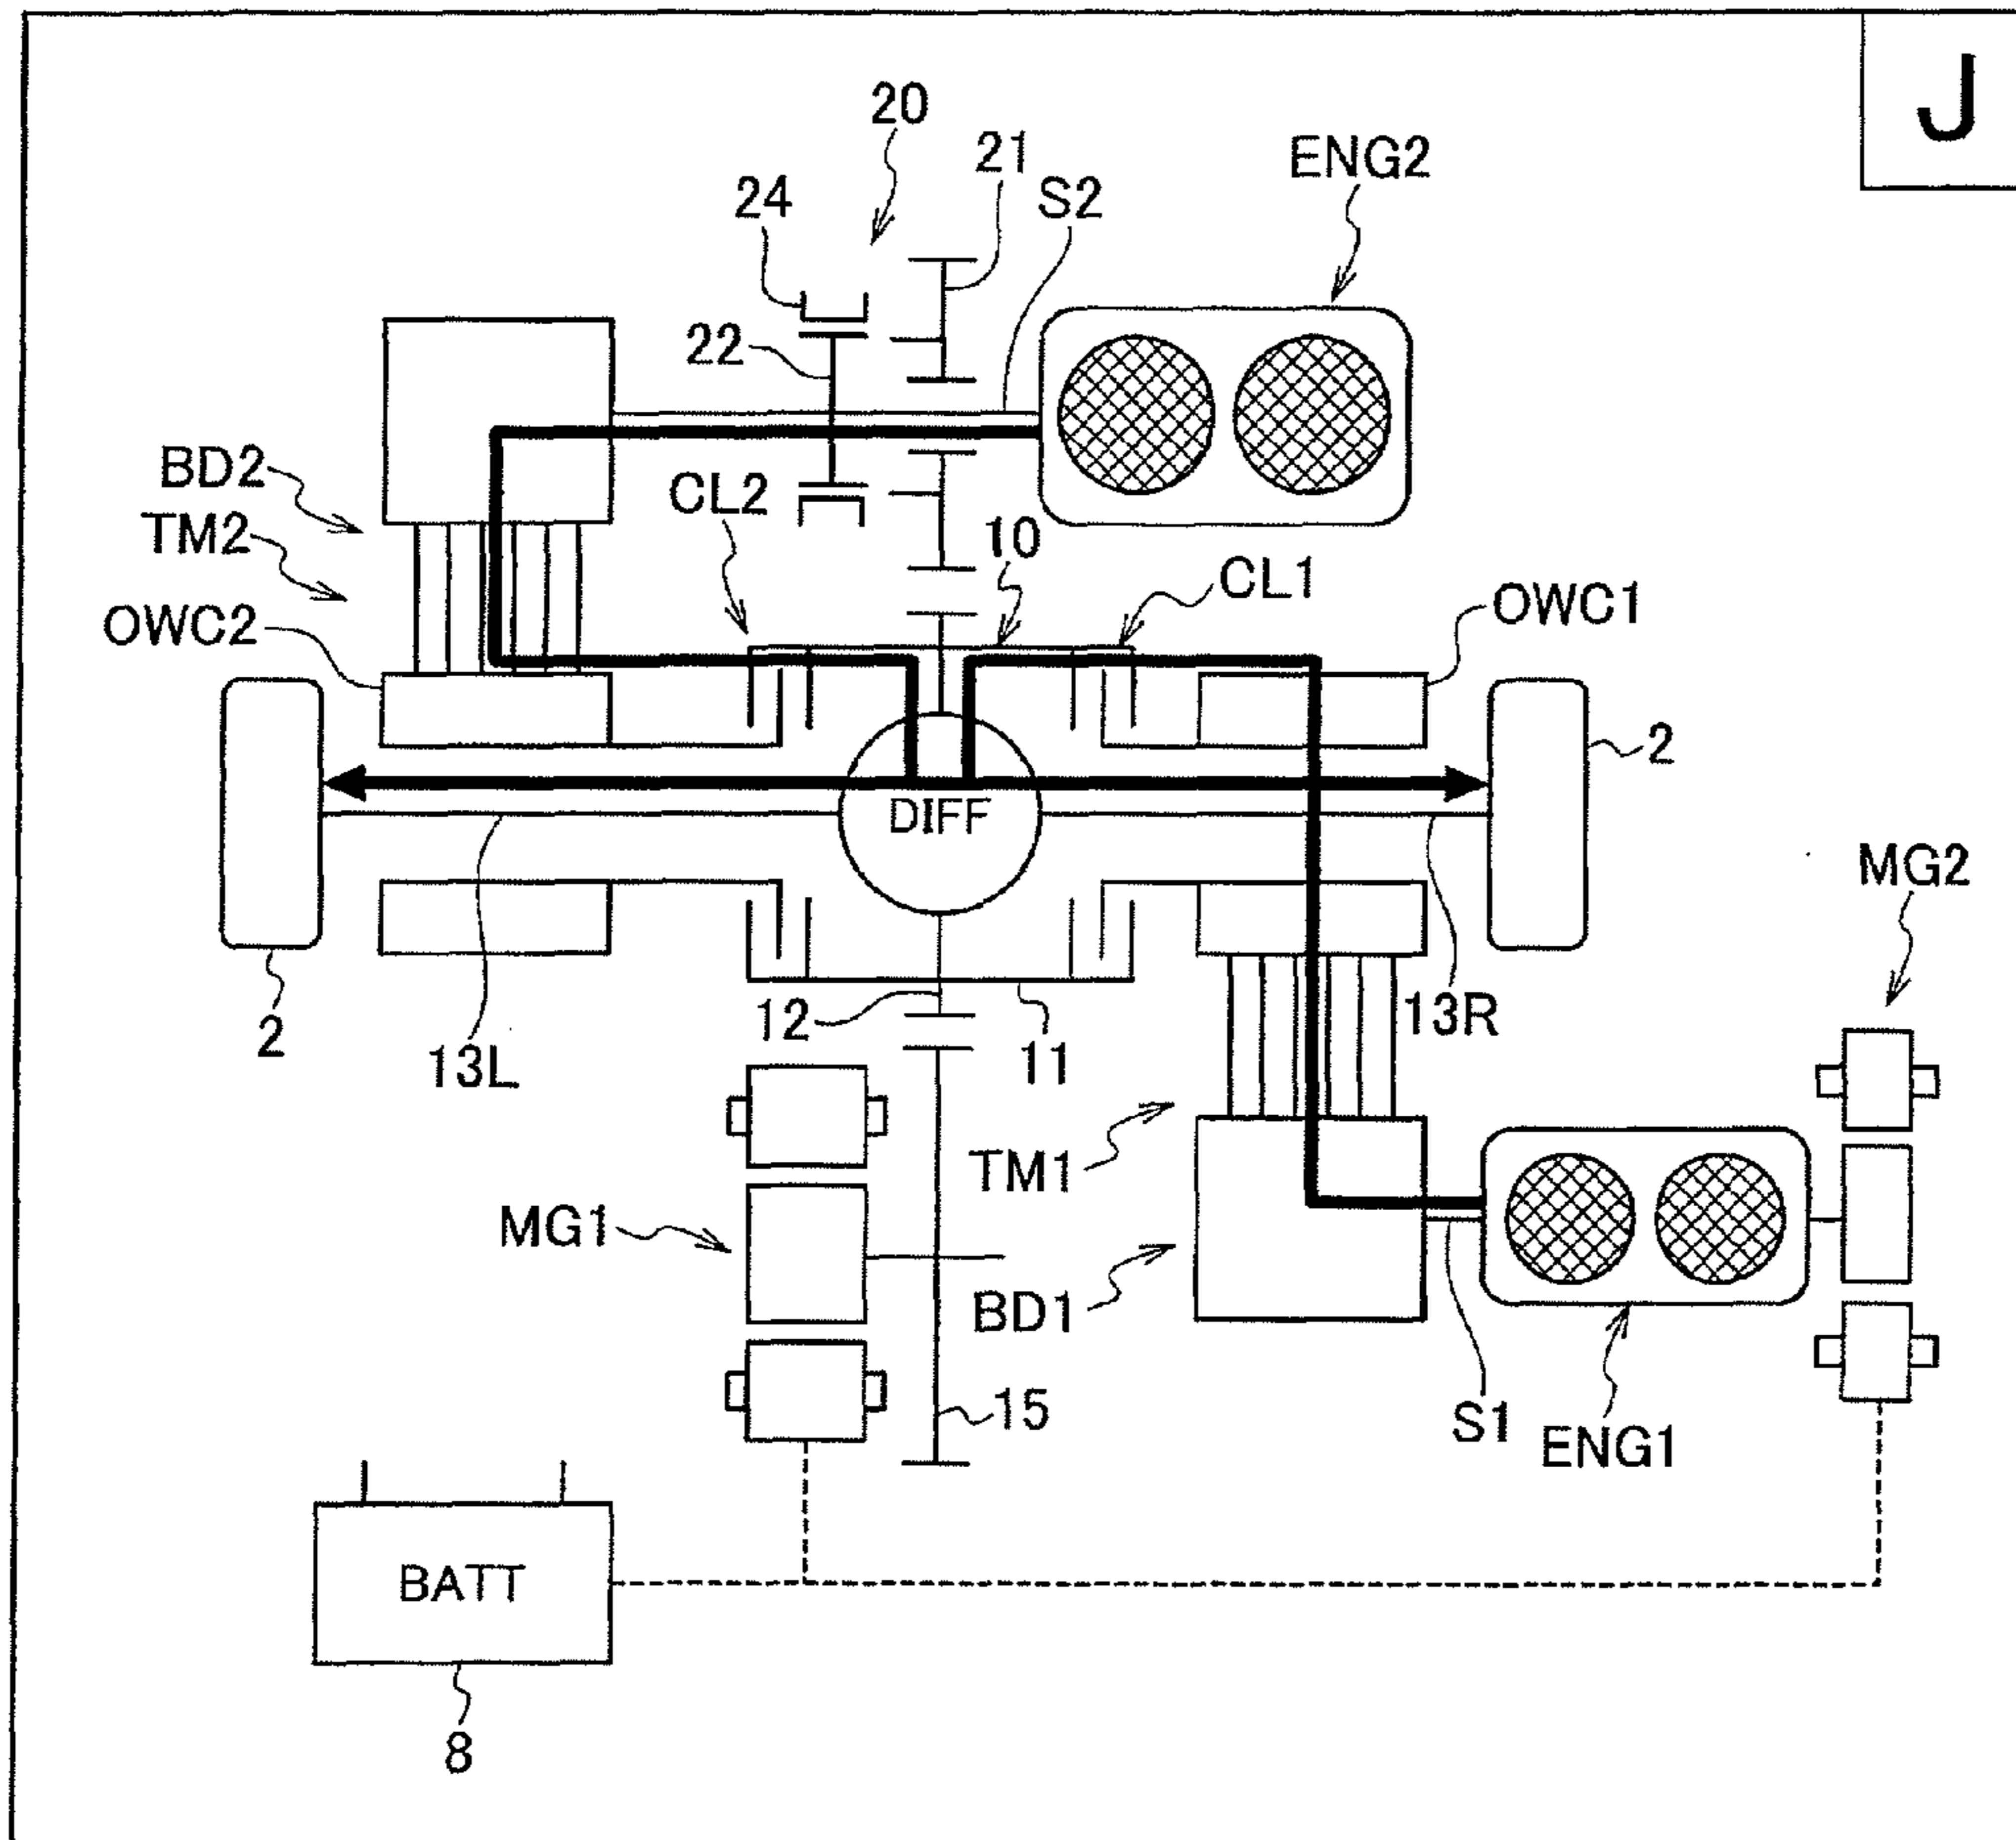 J
20
21
ENG2
24
S2
22
BD2
CL2
TM2
10
CL1
OWC2
OWC1
2
DIFF
MG2
12
13R
2
13L
11
TM1
MG1
BD1
15
S1
ENG1
BATT
8